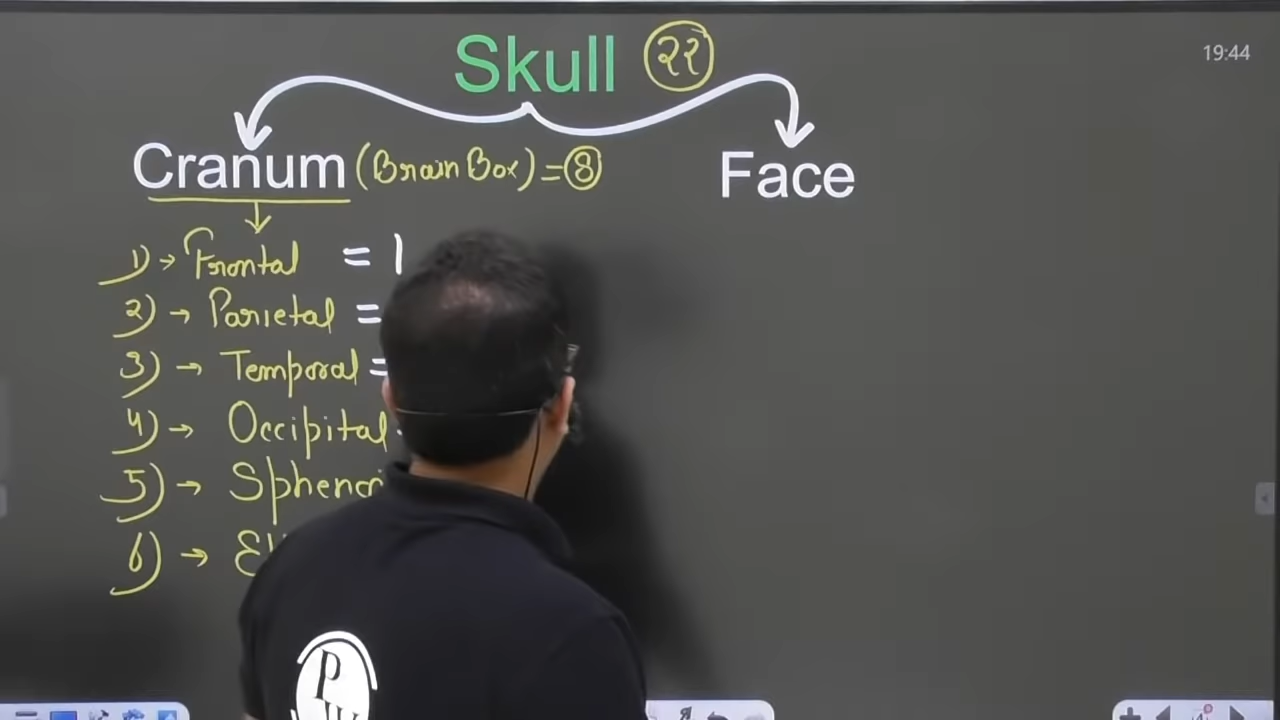 Skull २२
19:44
Cranum (Brain Box) = 8
Face
1) → Frontal = 1
2) → Parietal =
3) → Temporal =
4) → Occipital
5) →
6) →
PW